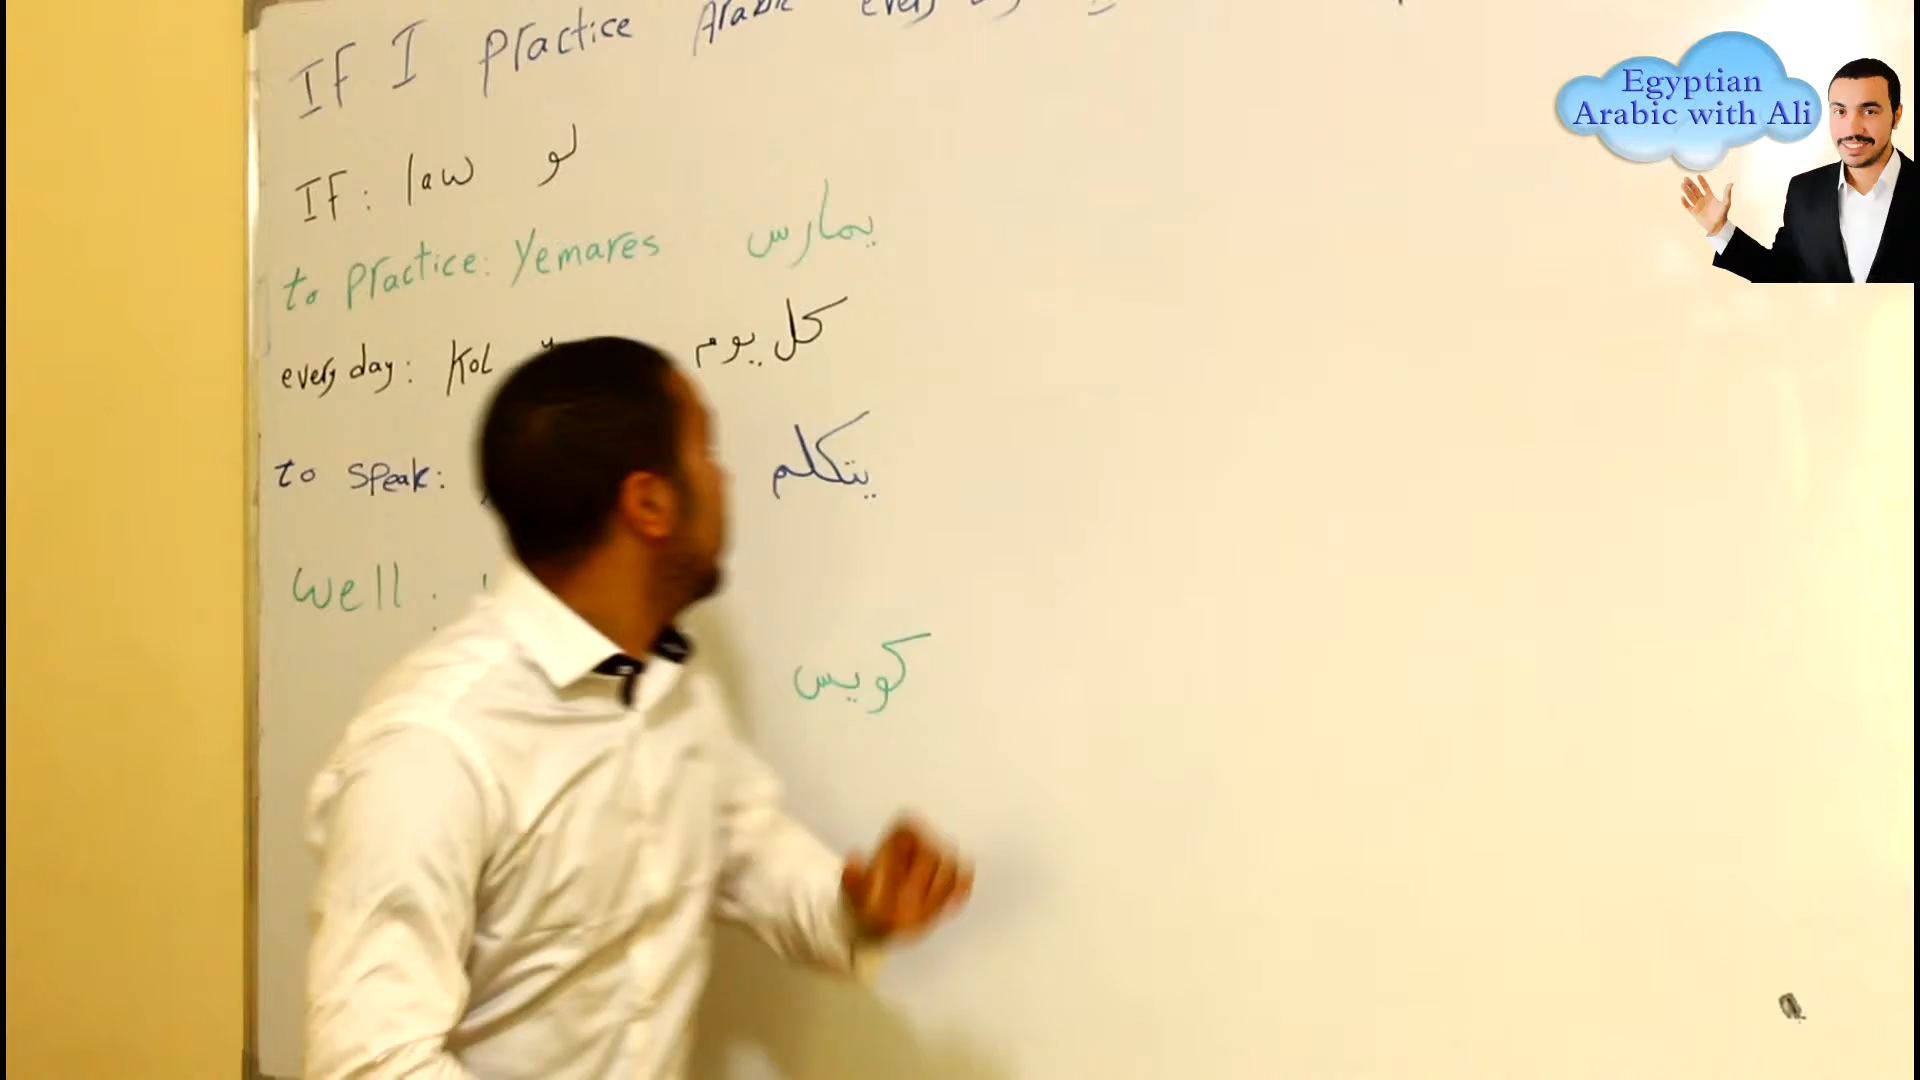 IF I Practice Arabic every
IF: law لو
to Practice: Yemares يمارس
every day: Kol كل يوم
to speak: يتكلم
well : كويس
Egyptian
Arabic with Ali